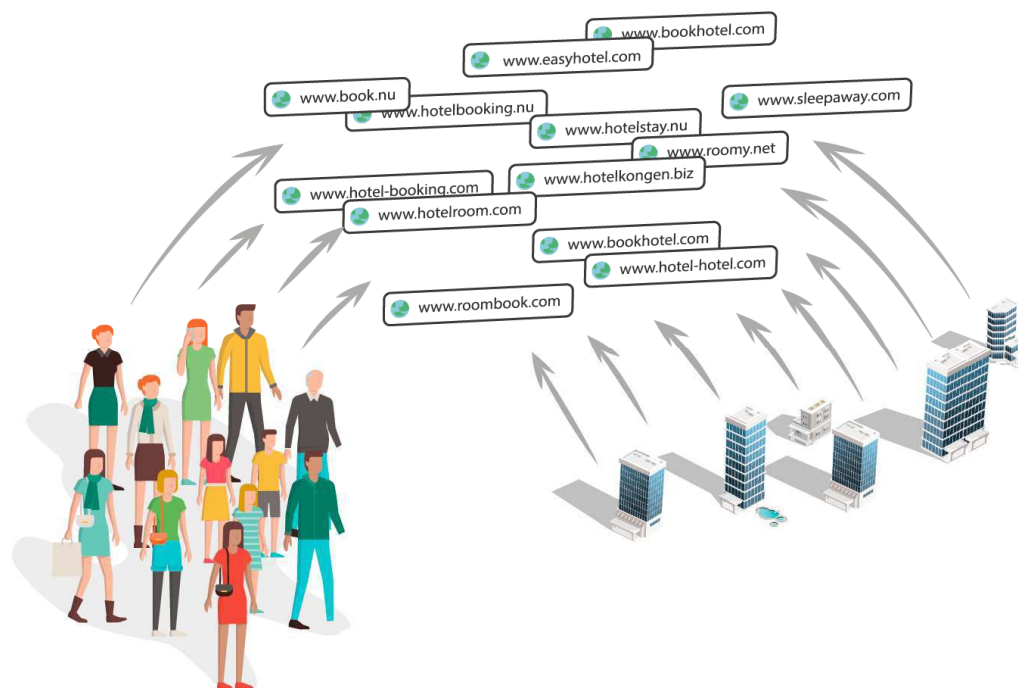 www.bookhotel.com
www.easyhotel.com
www.book.nu
www.hotelbooking.nu
www.sleepaway.com
www.hotelstay.nu
www.roomy.net
www.hotel-booking.com
www.hotelkongen.biz
www.hotelroom.com
www.bookhotel.com
www.hotel-hotel.com
www.roombook.com